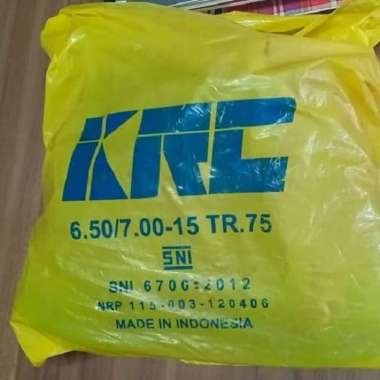 KRC
6.50/7.00-15 TR.75
SNI
SNI 6700:2012
NRP 115-003-120406
MADE IN INDONESIA